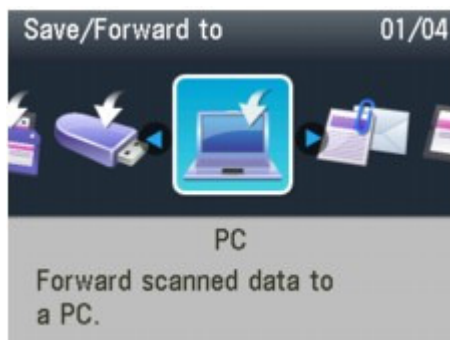 Save/Forward to 01/04
PC
Forward scanned data to
a PC.